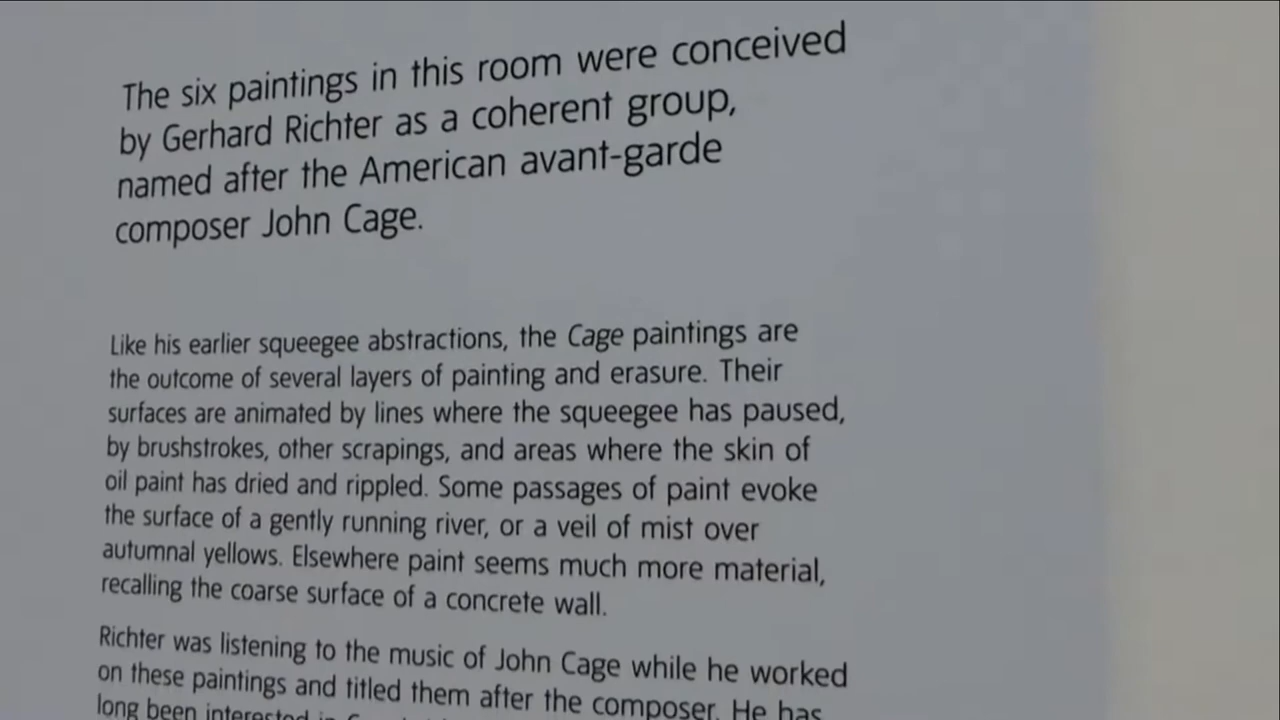 The six paintings in this room were conceived
by Gerhard Richter as a coherent group,
named after the American avant-garde
composer John Cage.
Like his earlier squeegee abstractions, the Cage paintings are
the outcome of several layers of painting and erasure. Their
surfaces are animated by lines where the squeegee has paused,
by brushstrokes, other scrapings, and areas where the skin of
oil paint has dried and rippled. Some passages of paint evoke
the surface of a gently running river, or a veil of mist over
autumnal yellows. Elsewhere paint seems much more material,
recalling the coarse surface of a concrete wall.
Richter was listening to the music of John Cage while he worked
on these paintings and titled them after the composer. He has
long been interested in